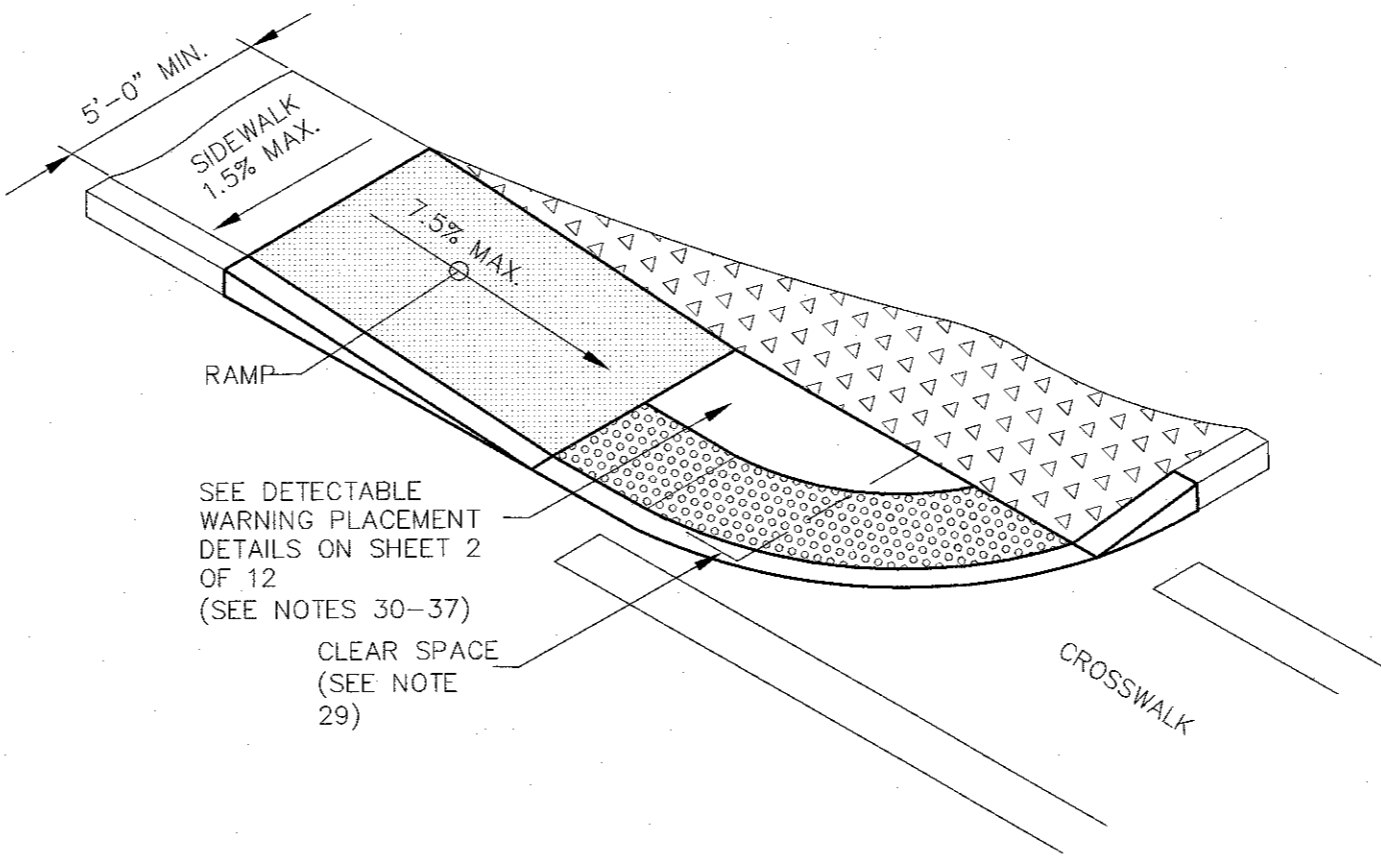 5'-0" MIN.
SIDEWALK
1.5% MAX.
7.5% MAX.
RAMP
SEE DETECTABLE
WARNING PLACEMENT
DETAILS ON SHEET 2
OF 12
(SEE NOTES 30-37)
CLEAR SPACE
(SEE NOTE
29)
CROSSWALK